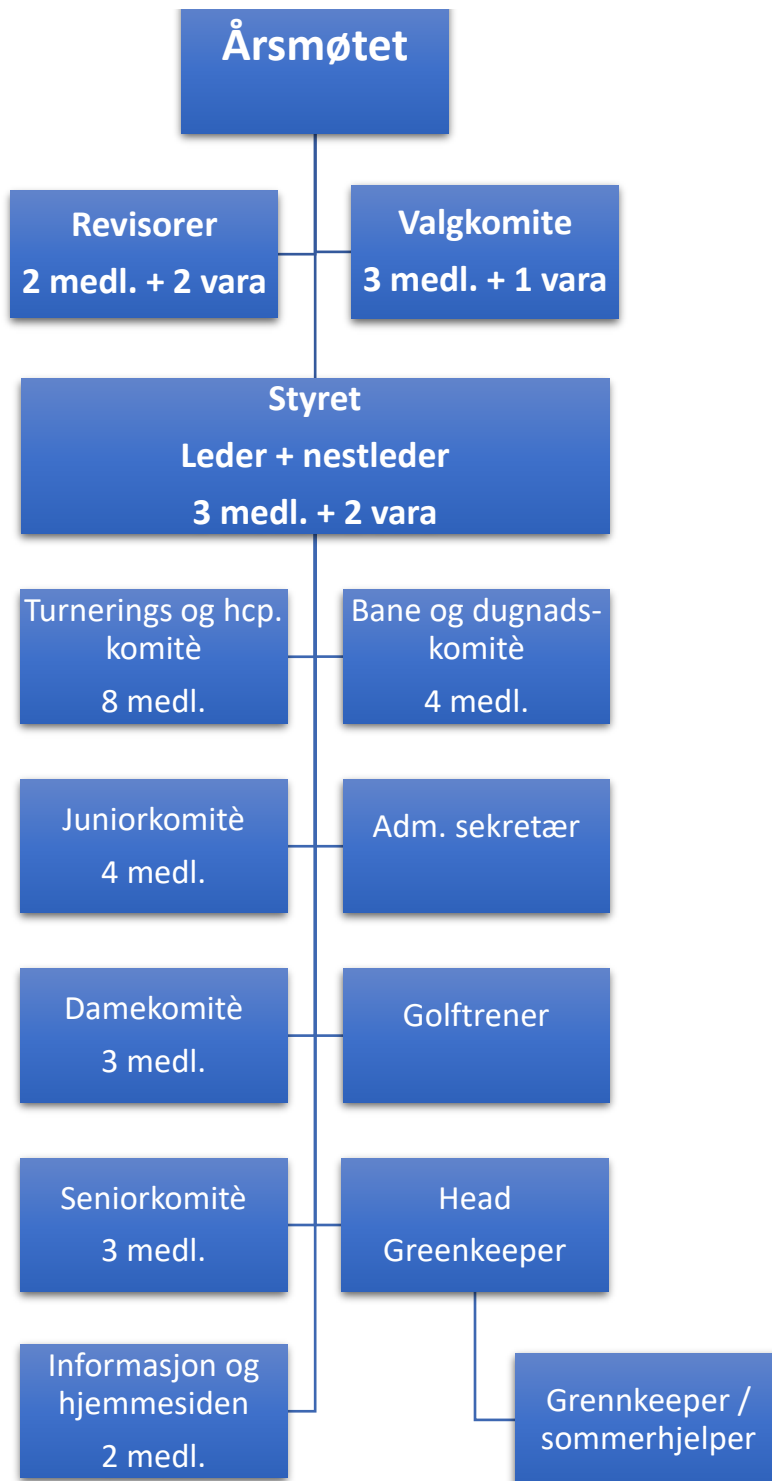 Årsmøtet
Revisorer
2 medl. + 2 vara
Valgkomite
3 medl. + 1 vara
Styret
Leder + nestleder
3 medl. + 2 vara
Turnerings og hcp.
komitè
8 medl.
Bane og dugnads-
komitè
4 medl.
Juniorkomitè
4 medl.
Adm. sekretær
Damekomitè
3 medl.
Golftrener
Seniorkomitè
3 medl.
Head
Greenkeeper
Informasjon og
hjemmesiden
2 medl.
Grennkeeper /
sommerhjelper